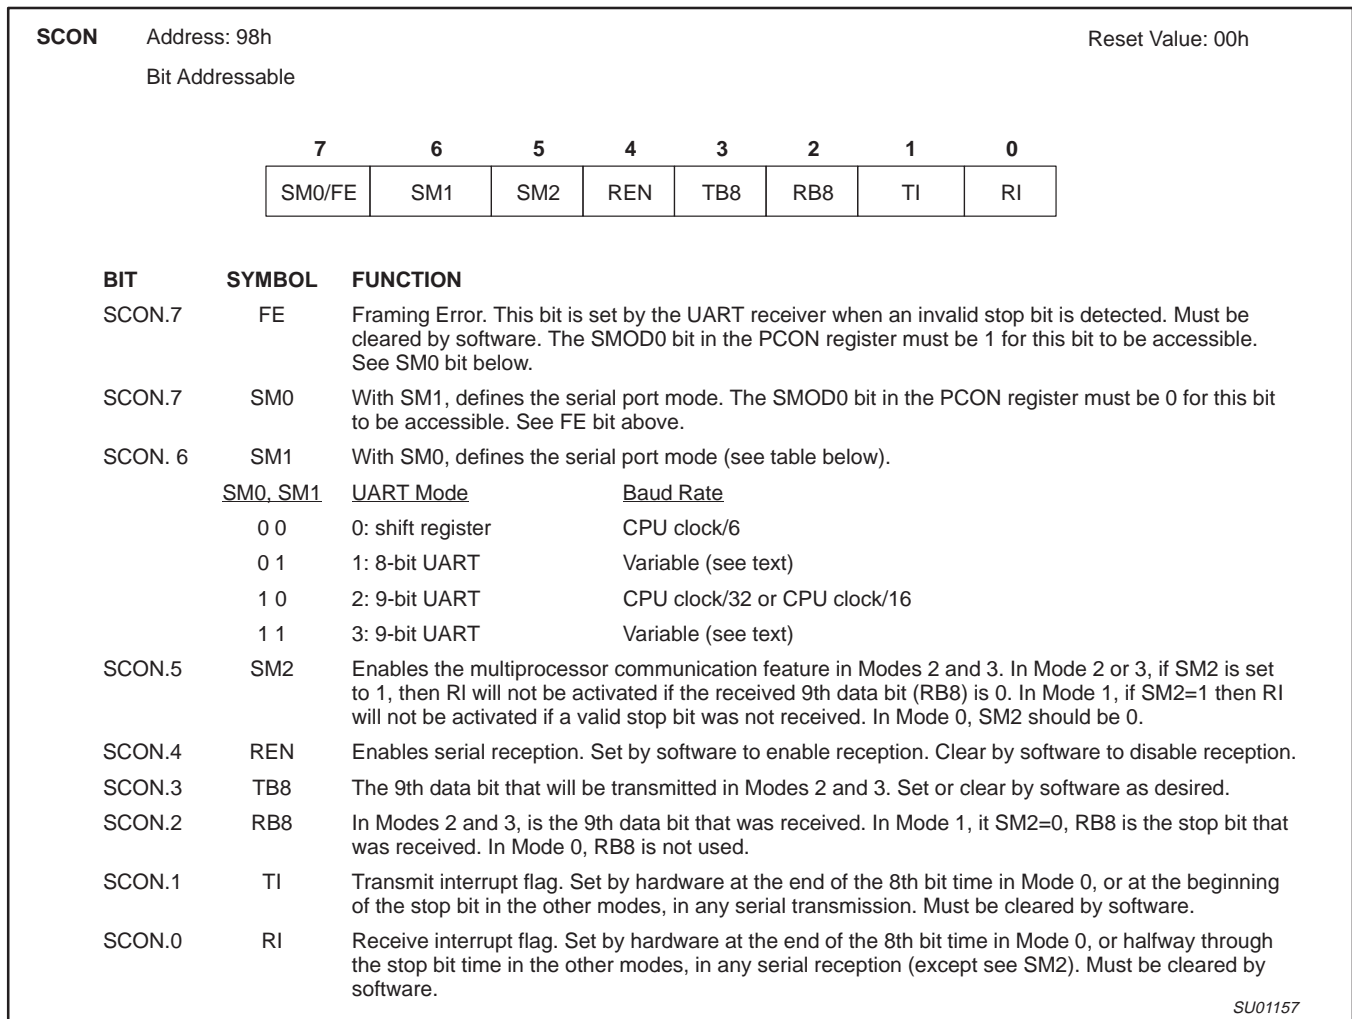 SCON Address: 98h Reset Value: 00h
Bit Addressable
7 6 5 4 3 2 1 0
SM0/FE SM1 SM2 REN TB8 RB8 TI RI
BIT SYMBOL FUNCTION
SCON.7 FE Framing Error. This bit is set by the UART receiver when an invalid stop bit is detected. Must be
cleared by software. The SMOD0 bit in the PCON register must be 1 for this bit to be accessible.
See SM0 bit below.
SCON.7 SM0 With SM1, defines the serial port mode. The SMOD0 bit in the PCON register must be 0 for this bit
to be accessible. See FE bit above.
SCON. 6 SM1 With SM0, defines the serial port mode (see table below).
SM0, SM1 UART Mode Baud Rate
0 0 0: shift register CPU clock/6
0 1 1: 8-bit UART Variable (see text)
1 0 2: 9-bit UART CPU clock/32 or CPU clock/16
1 1 3: 9-bit UART Variable (see text)
SCON.5 SM2 Enables the multiprocessor communication feature in Modes 2 and 3. In Mode 2 or 3, if SM2 is set
to 1, then RI will not be activated if the received 9th data bit (RB8) is 0. In Mode 1, if SM2=1 then RI
will not be activated if a valid stop bit was not received. In Mode 0, SM2 should be 0.
SCON.4 REN Enables serial reception. Set by software to enable reception. Clear by software to disable reception.
SCON.3 TB8 The 9th data bit that will be transmitted in Modes 2 and 3. Set or clear by software as desired.
SCON.2 RB8 In Modes 2 and 3, is the 9th data bit that was received. In Mode 1, it SM2=0, RB8 is the stop bit that
was received. In Mode 0, RB8 is not used.
SCON.1 TI Transmit interrupt flag. Set by hardware at the end of the 8th bit time in Mode 0, or at the beginning
of the stop bit in the other modes, in any serial transmission. Must be cleared by software.
SCON.0 RI Receive interrupt flag. Set by hardware at the end of the 8th bit time in Mode 0, or halfway through
the stop bit time in the other modes, in any serial reception (except see SM2). Must be cleared by
software.
SU01157